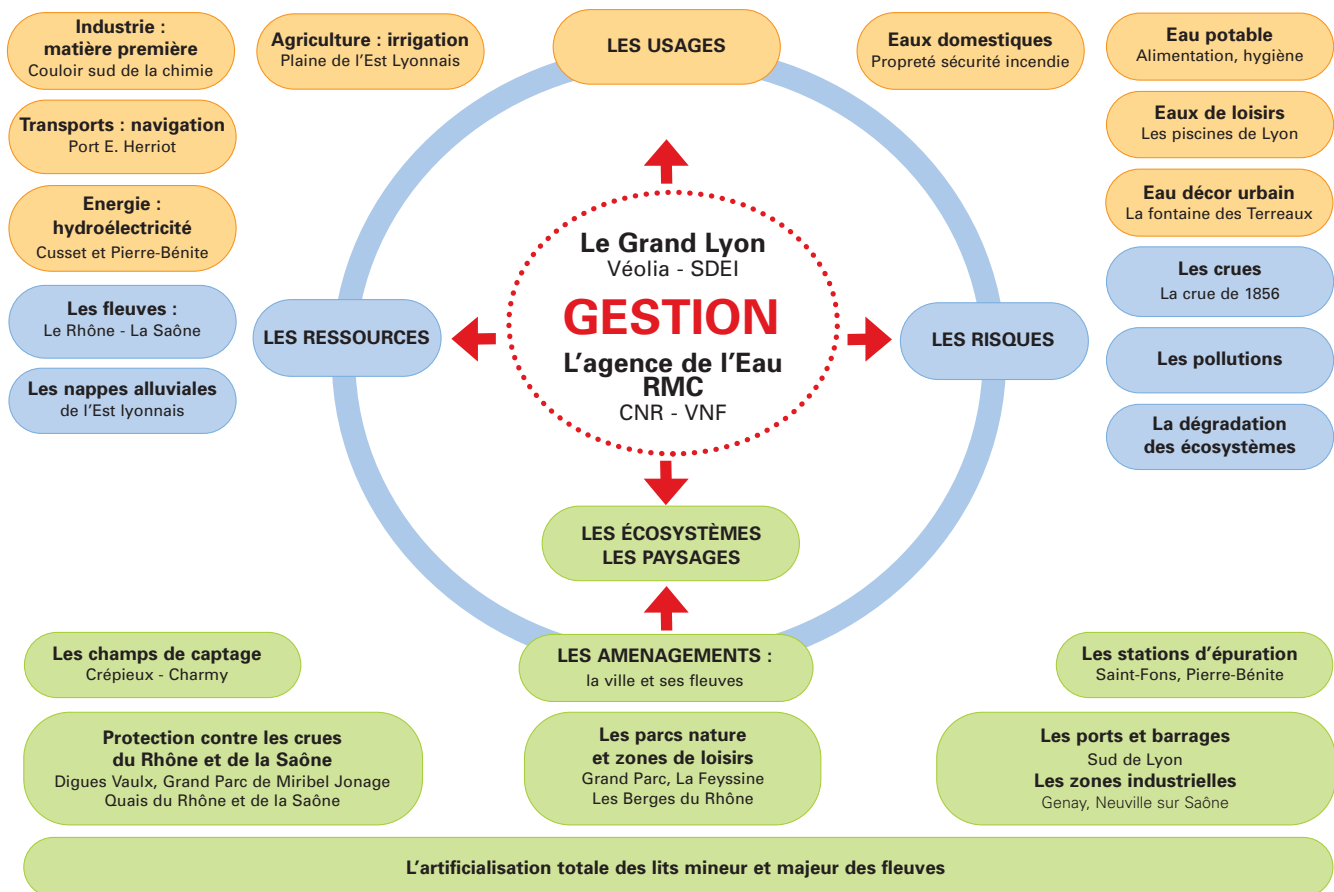 Industrie :
matière première
Couloir sud de la chimie
Agriculture : irrigation
Plaine de l'Est Lyonnais
LES USAGES
Eaux domestiques
Propreté sécurité incendie
Eau potable
Alimentation, hygiène
Transports : navigation
Port E. Herriot
Eaux de loisirs
Les piscines de Lyon
Energie :
hydroélectricité
Cusset et Pierre-Bénite
Eau décor urbain
La fontaine des Terreaux
Le Grand Lyon
Véolia - SDEI
GESTION
L'agence de l'Eau
RMC
CNR - VNF
Les fleuves :
Le Rhône - La Saône
Les nappes alluviales
de l'Est lyonnais
LES RESSOURCES
LES RISQUES
Les crues
La crue de 1856
Les pollutions
La dégradation
des écosystèmes
LES ÉCOSYSTÈMES
LES PAYSAGES
Les champs de captage
Crépieux - Charmy
LES AMENAGEMENTS :
la ville et ses fleuves
Les stations d'épuration
Saint-Fons, Pierre-Bénite
Protection contre les crues
du Rhône et de la Saône
Digues Vaulx, Grand Parc de Miribel Jonage
Quais du Rhône et de la Saône
Les parcs nature
et zones de loisirs
Grand Parc, La Feyssine
Les Berges du Rhône
Les ports et barrages
Sud de Lyon
Les zones industrielles
Genay, Neuville sur Saône
L'artificialisation totale des lits mineur et majeur des fleuves